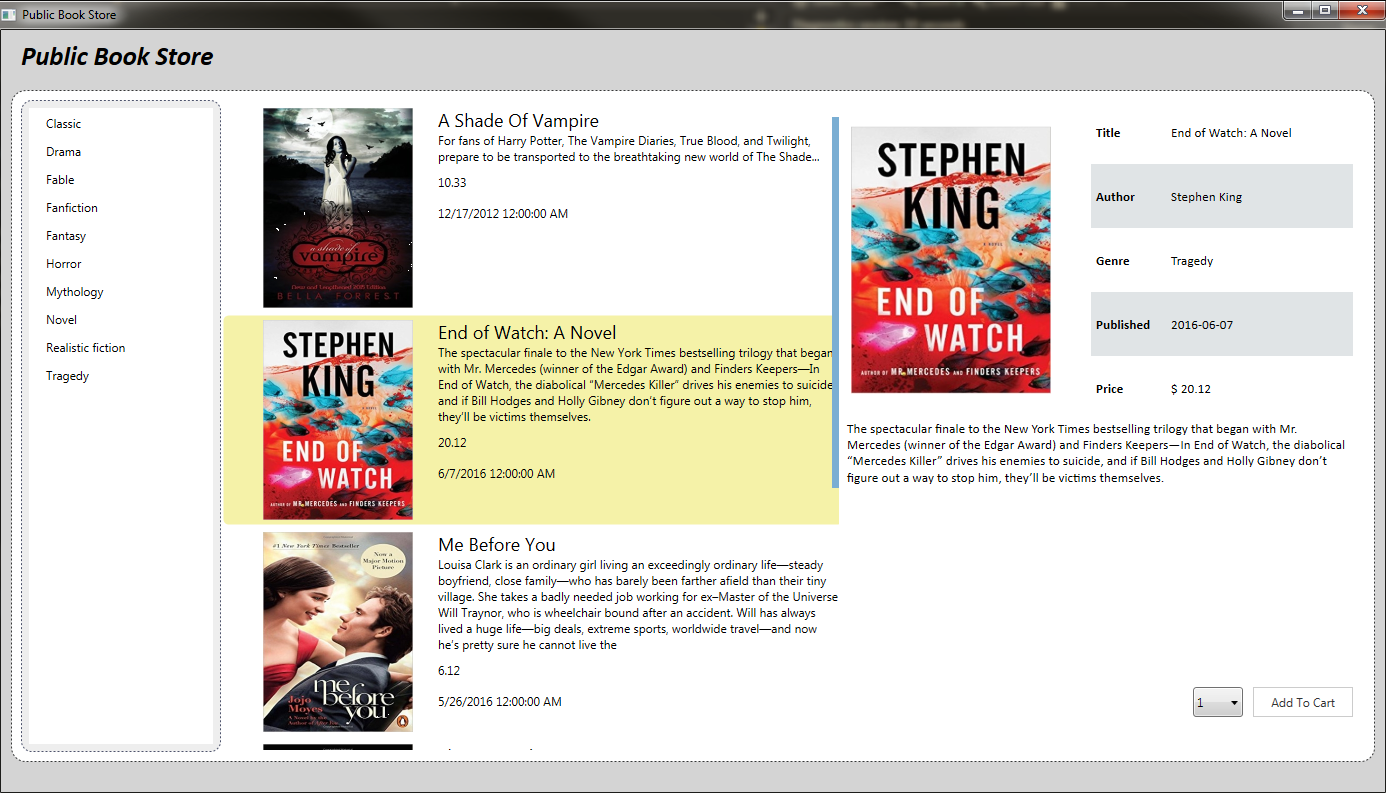 Public Book Store
Public Book Store
Classic
Drama
Fable
Fanfiction
Fantasy
Horror
Mythology
Novel
Realistic fiction
Tragedy
a shade of
vampire
New and Lengthened 2015 Edition
BELLA FORREST
A Shade Of Vampire
For fans of Harry Potter, The Vampire Diaries, True Blood, and Twilight,
prepare to be transported to the breathtaking new world of The Shade...
10.33
12/17/2012 12:00:00 AM
STEPHEN
KING
A NOVEL
END OF
WATCH
AUTHOR OF MR. MERCEDES AND FINDERS KEEPERS
End of Watch: A Novel
The spectacular finale to the New York Times bestselling trilogy that began
with Mr. Mercedes (winner of the Edgar Award) and Finders Keepers—In
End of Watch, the diabolical “Mercedes Killer” drives his enemies to suicide
and if Bill Hodges and Holly Gibney don’t figure out a way to stop him,
they’ll be victims themselves.
20.12
6/7/2016 12:00:00 AM
#1 New York Times Bestseller
Now a
Major Motion
Picture
me
before
you
Jojo
Moyes
A Novel by the
Author of After You
Me Before You
Louisa Clark is an ordinary girl living an exceedingly ordinary life—steady
boyfriend, close family—who has barely been farther afield than their tiny
village. She takes a badly needed job working for ex–Master of the Universe
Will Traynor, who is wheelchair bound after an accident. Will has always
lived a huge life—big deals, extreme sports, worldwide travel—and now
he’s pretty sure he cannot live the
6.12
5/26/2016 12:00:00 AM
STEPHEN
KING
A NOVEL
END OF
WATCH
AUTHOR OF MR. MERCEDES AND FINDERS KEEPERS
Title End of Watch: A Novel
Author Stephen King
Genre Tragedy
Published 2016-06-07
Price $ 20.12
The spectacular finale to the New York Times bestselling trilogy that began with Mr.
Mercedes (winner of the Edgar Award) and Finders Keepers—In End of Watch, the diabolical
“Mercedes Killer” drives his enemies to suicide, and if Bill Hodges and Holly Gibney don’t
figure out a way to stop him, they’ll be victims themselves.
1
Add To Cart